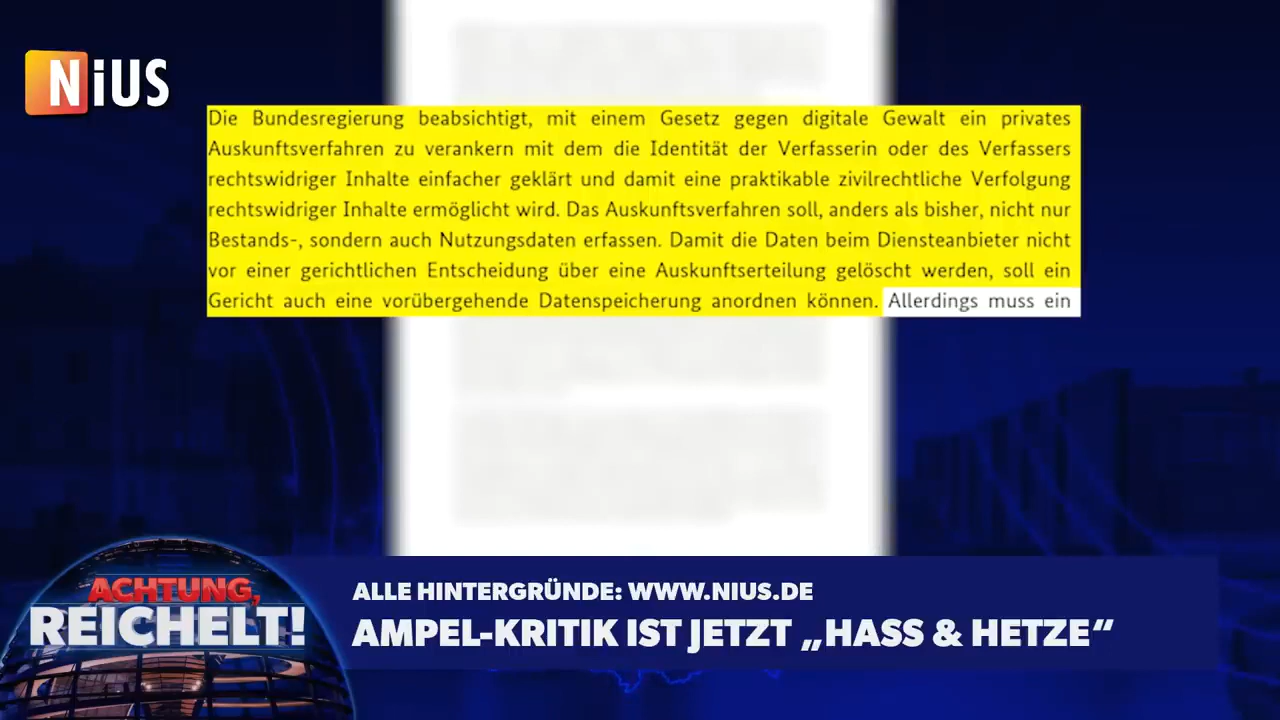 NiUS
Die Bundesregierung beabsichtigt, mit einem Gesetz gegen digitale Gewalt ein privates
Auskunftsverfahren zu verankern mit dem die Identität der Verfasserin oder des Verfassers
rechtswidriger Inhalte einfacher geklärt und damit eine praktikable zivilrechtliche Verfolgung
rechtswidriger Inhalte ermöglicht wird. Das Auskunftsverfahren soll, anders als bisher, nicht nur
Bestands-, sondern auch Nutzungsdaten erfassen. Damit die Daten beim Diensteanbieter nicht
vor einer gerichtlichen Entscheidung über eine Auskunftserteilung gelöscht werden, soll ein
Gericht auch eine vorübergehende Datenspeicherung anordnen können. Allerdings muss ein
ACHTUNG,
REICHELT!
ALLE HINTERGRÜNDE: WWW.NIUS.DE
AMPEL-KRITIK IST JETZT „HASS & HETZE“